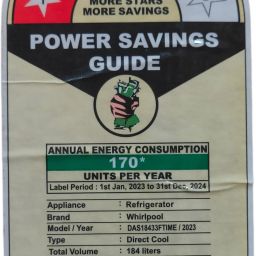 MORE STARS
MORE SAVINGS
POWER SAVINGS
GUIDE
ANNUAL ENERGY CONSUMPTION
170*
UNITS PER YEAR
Label Period : 1st Jan, 2023 to 31st Dec, 2024
Appliance : Refrigerator
Brand : Whirlpool
Model / Year : DAS18433FTIME / 2023
Type : Direct Cool
Total Volume : 184 liters